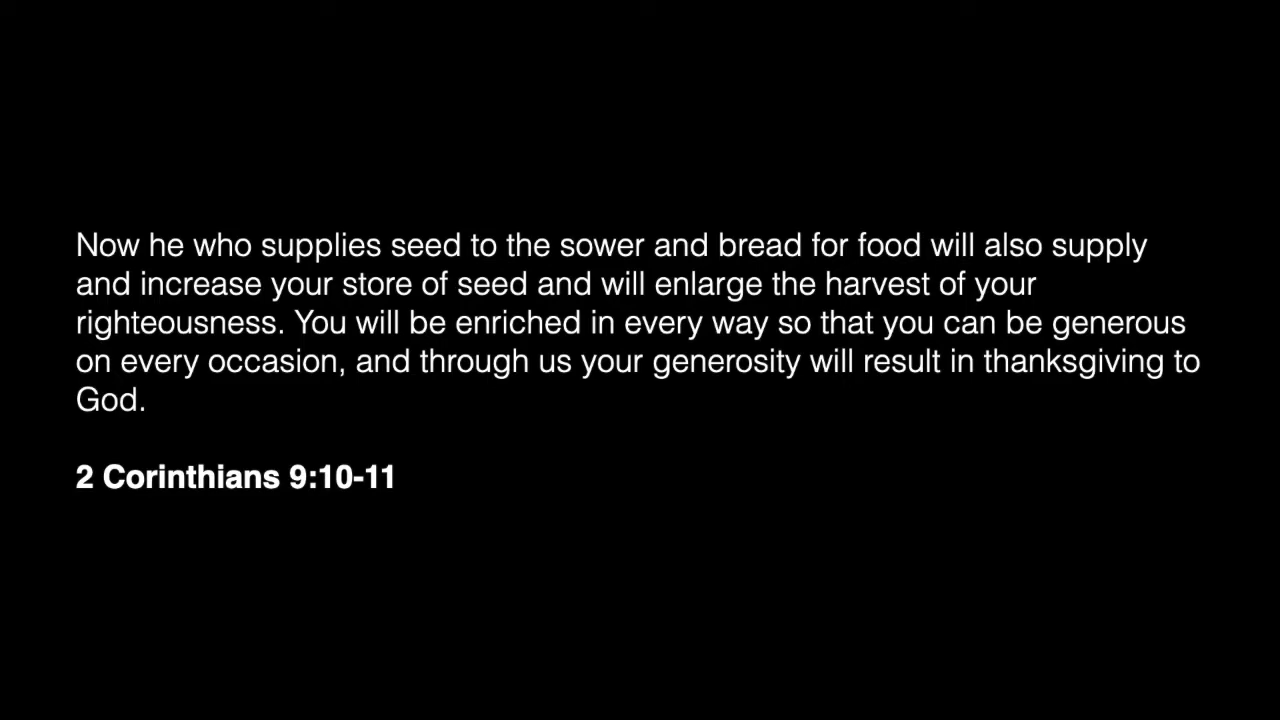 Now he who supplies seed to the sower and bread for food will also supply
and increase your store of seed and will enlarge the harvest of your
righteousness. You will be enriched in every way so that you can be generous
on every occasion, and through us your generosity will result in thanksgiving to
God.
2 Corinthians 9:10-11